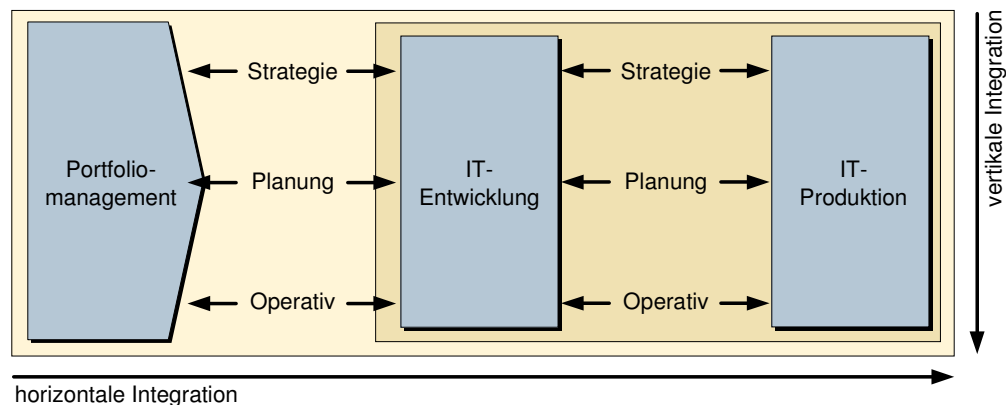 Strategie
Strategie
Portfolio-
management
Planung
IT-
Entwicklung
Planung
IT-
Produktion
Operativ
Operativ
vertikale Integration
horizontale Integration